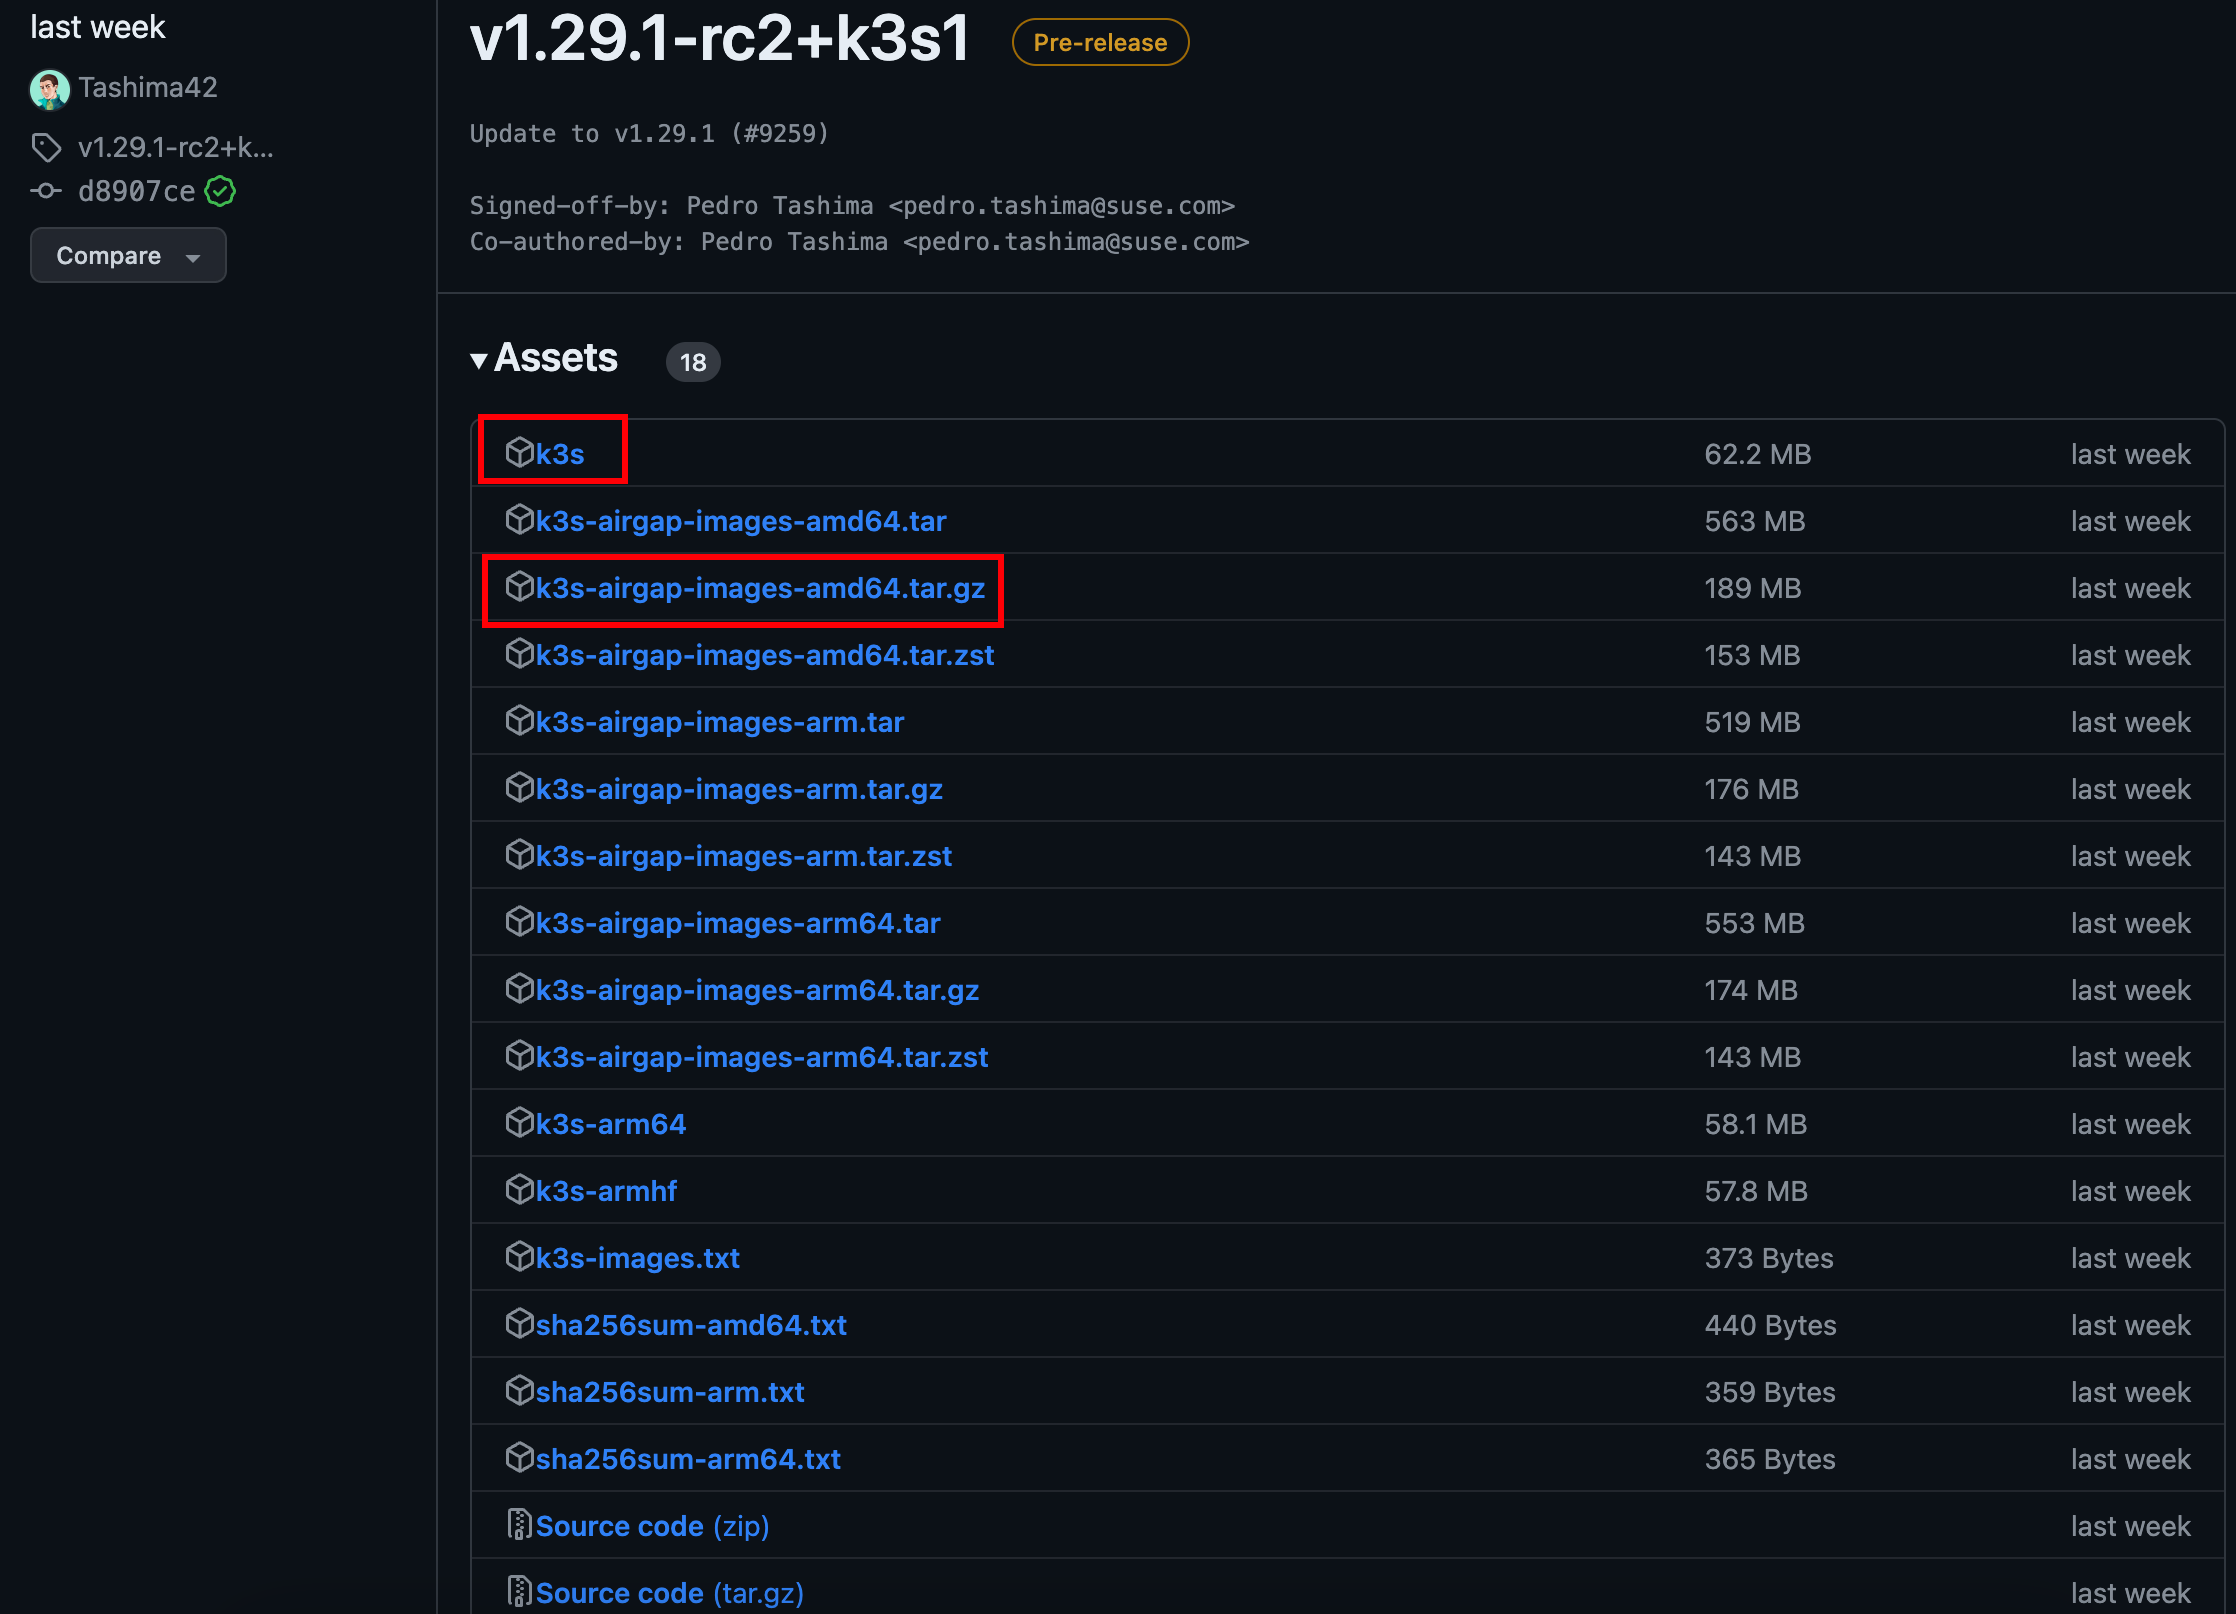 last week
Tashima42
v1.29.1-rc2+k...
d8907ce
Compare
v1.29.1-rc2+k3s1 Pre-release
Update to v1.29.1 (#9259)
Signed-off-by: Pedro Tashima <pedro.tashima@suse.com>
Co-authored-by: Pedro Tashima <pedro.tashima@suse.com>
Assets 18
k3s 62.2 MB last week
k3s-airgap-images-amd64.tar 563 MB last week
k3s-airgap-images-amd64.tar.gz 189 MB last week
k3s-airgap-images-amd64.tar.zst 153 MB last week
k3s-airgap-images-arm.tar 519 MB last week
k3s-airgap-images-arm.tar.gz 176 MB last week
k3s-airgap-images-arm.tar.zst 143 MB last week
k3s-airgap-images-arm64.tar 553 MB last week
k3s-airgap-images-arm64.tar.gz 174 MB last week
k3s-airgap-images-arm64.tar.zst 143 MB last week
k3s-arm64 58.1 MB last week
k3s-armhf 57.8 MB last week
k3s-images.txt 373 Bytes last week
sha256sum-amd64.txt 440 Bytes last week
sha256sum-arm.txt 359 Bytes last week
sha256sum-arm64.txt 365 Bytes last week
Source code (zip) last week
Source code (tar.gz) last week